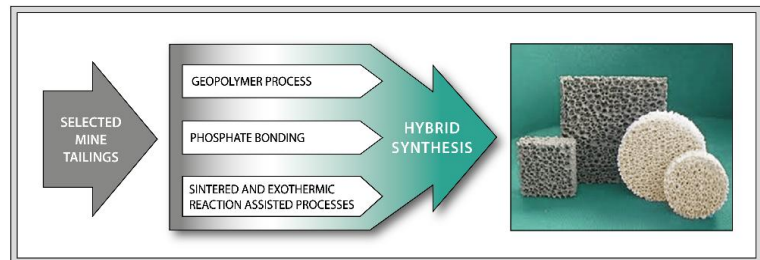 SELECTED
MINE
TAILINGS
GEOPOLYMER PROCESS
PHOSPHATE BONDING
SINTERED AND EXOTHERMIC
REACTION ASSISTED PROCESSES
HYBRID
SYNTHESIS